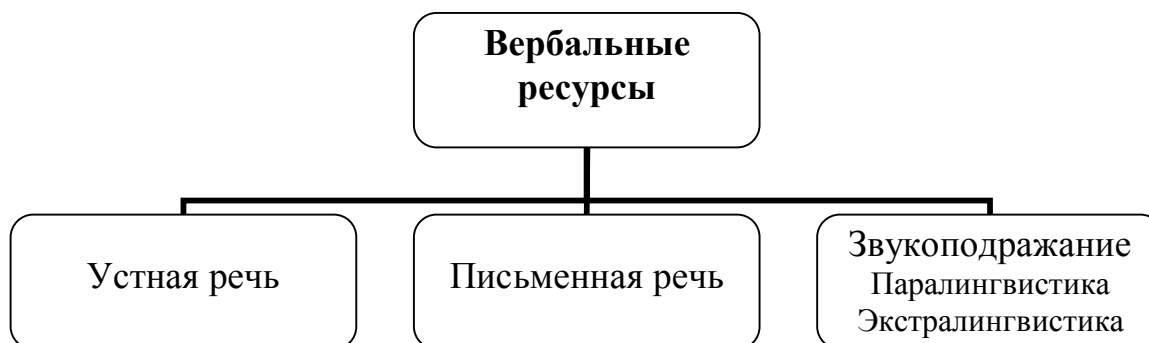 Вербальные
ресурсы
Устная речь
Письменная речь
Звукоподражание
Паралингвистика
Экстралингвистика